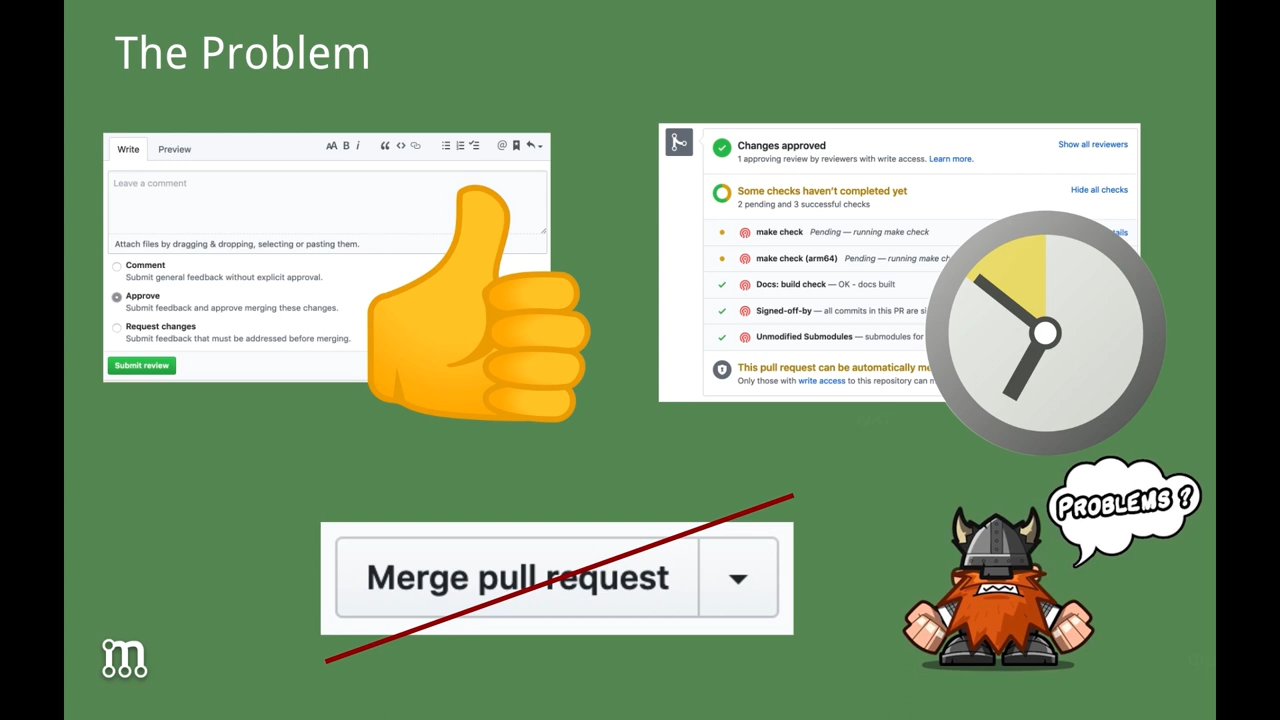 The Problem
Write Preview AA B i
Leave a comment
Attach files by dragging & dropping, selecting or pasting them.
Comment
Submit general feedback without explicit approval.
Approve
Submit feedback and approve merging these changes.
Request changes
Submit feedback that must be addressed before merging.
Submit review
Changes approved Show all reviewers
1 approving review by reviewers with write access. Learn more.
Some checks haven't completed yet Hide all checks
2 pending and 3 successful checks
make check Pending — running make check
make check (arm64) Pending — running make
Docs: build check — OK - docs built
Signed-off-by — all commits in this PR are
Unmodified Submodules — submodules for
This pull request can be automatically
Only those with write access to this repository can
PROBLEMS ?
Merge pull request
m